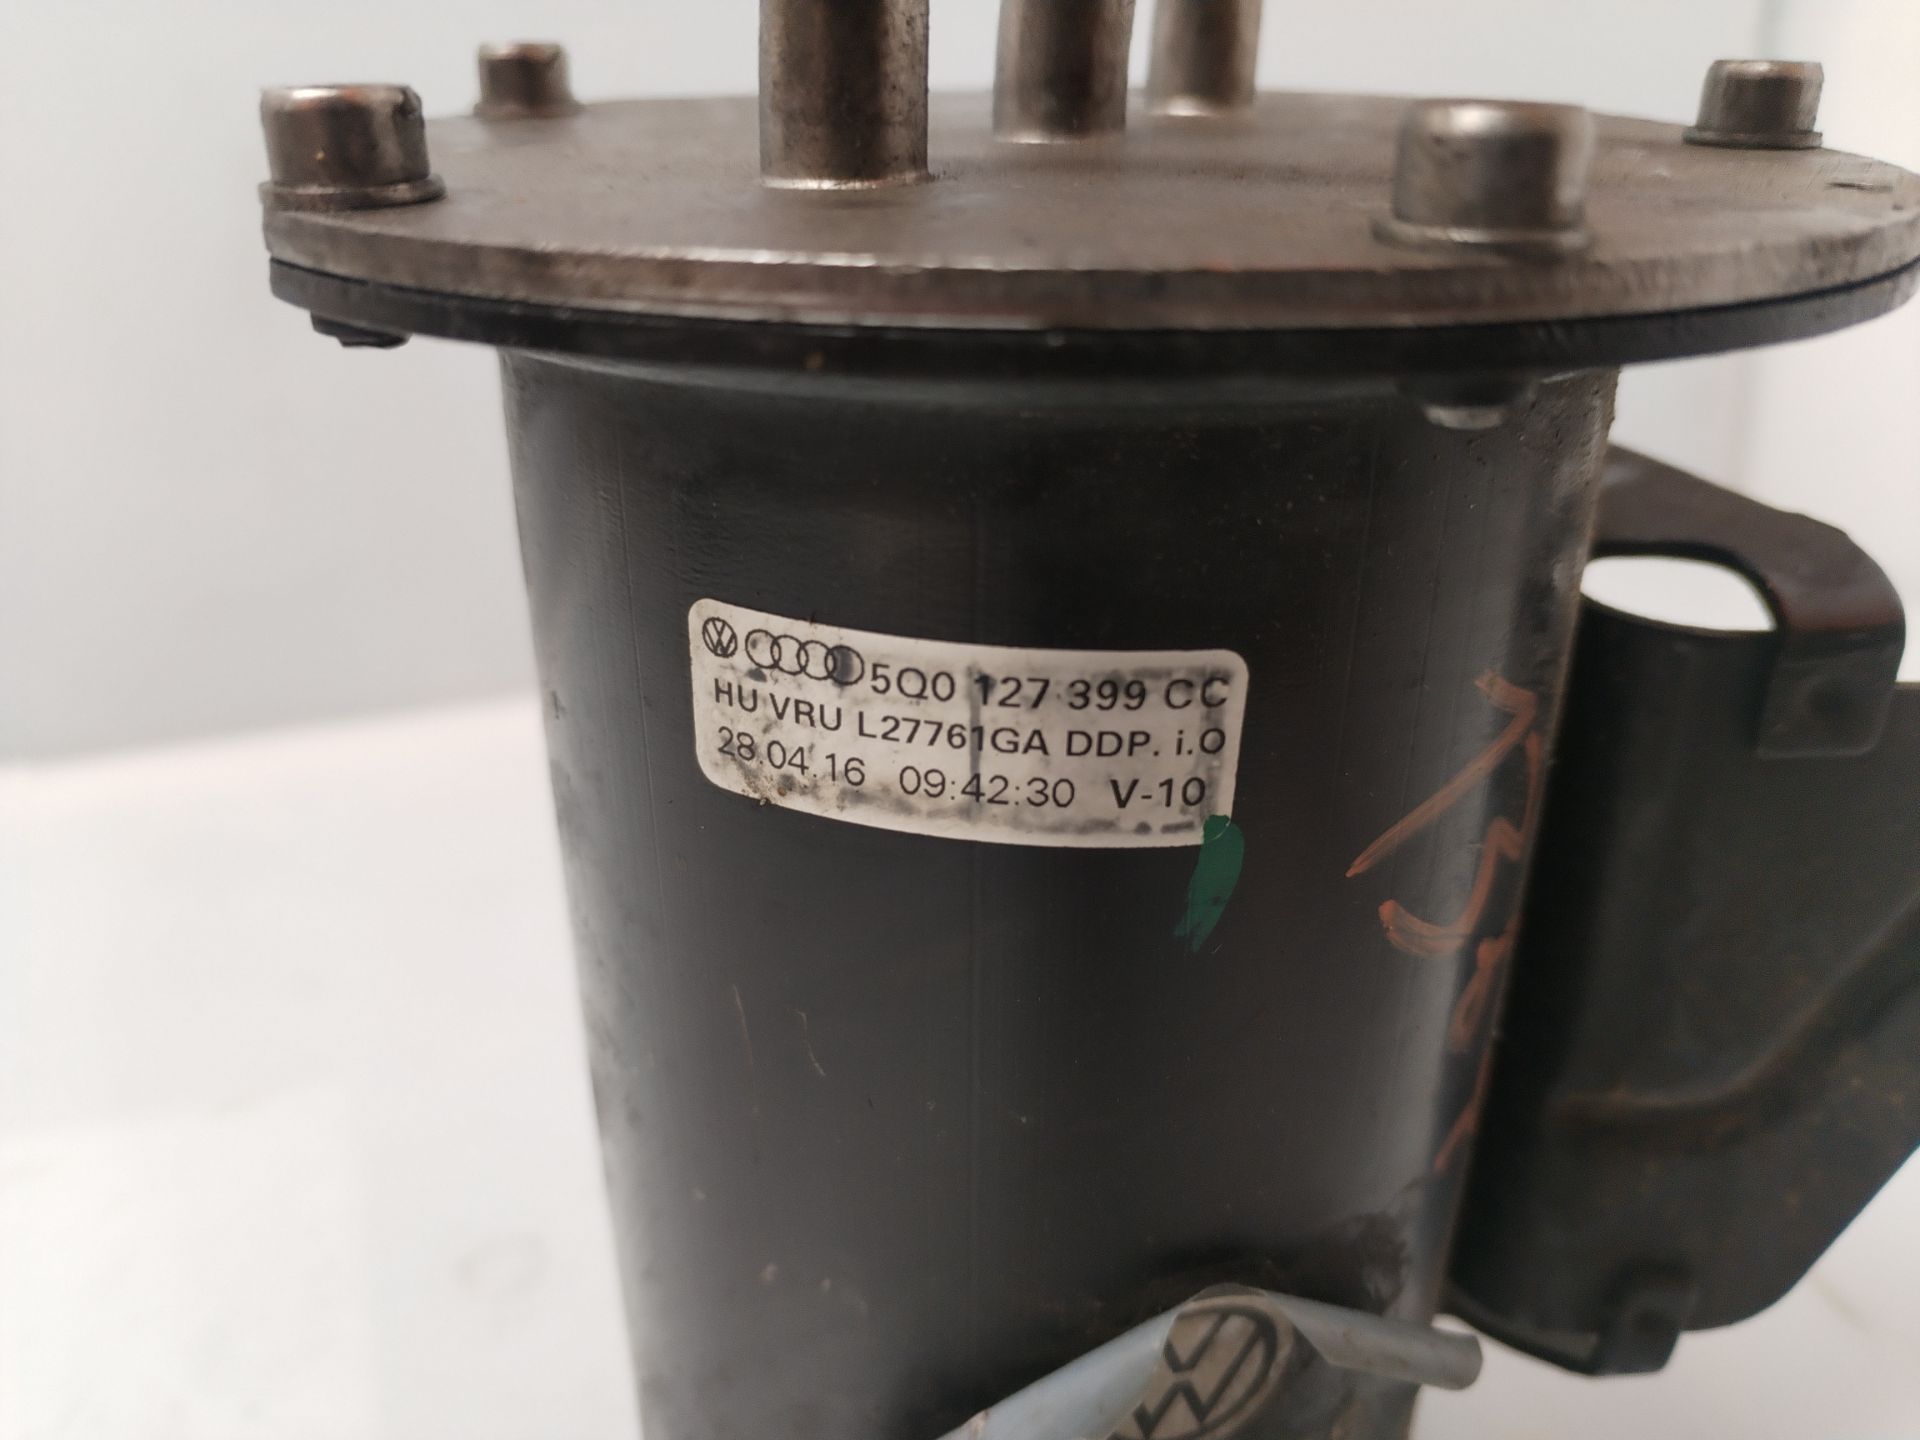 5Q0 127 399 CC
HU VRU L27761GA DDP. i.O
28.04.16 09:42:30 V-10